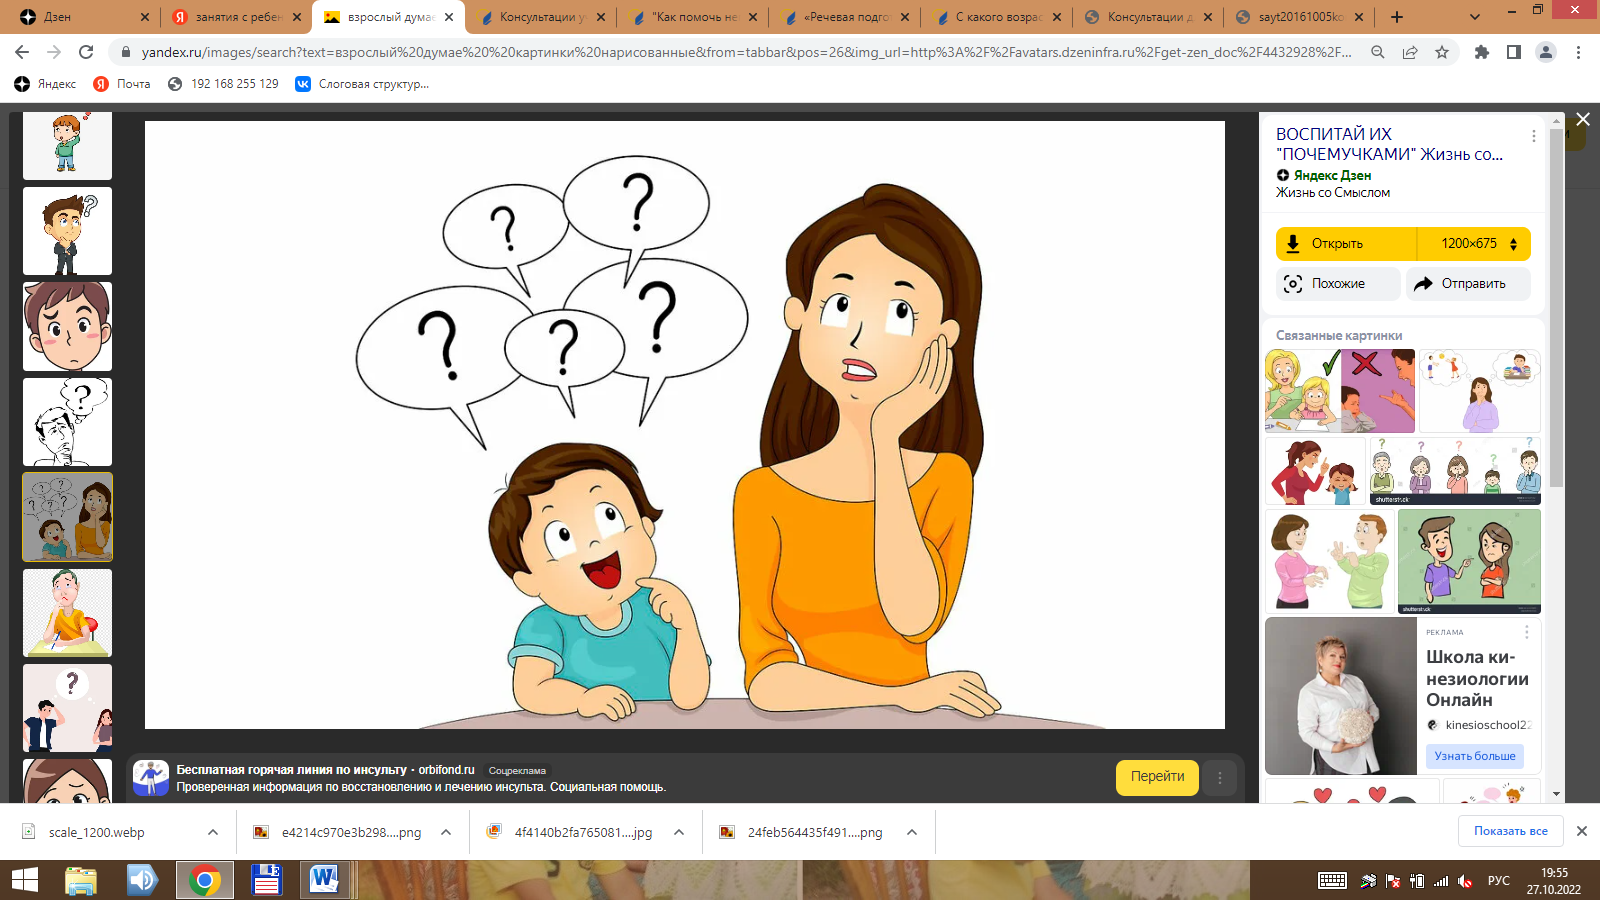 Дзен
занятия с ребен
взрослый думае
Консультации у
"Как помочь не
«Речевая подго
С какого возрас
Консультации д
sayt20161005ko
yandex.ru/images/search?text=взрослый%20думае%20%20картинки%20нарисованные&from=tabbar&pos=26&img_url=http%3A%2F%2Favatars.dzeninfra.ru%2Fget-zen_doc%2F4432928%2F...
Яндекс
Почта
192 168 255 129
Слоговая структур...
? ? ? ? ?
ВОСПИТАЙ ИХ
"ПОЧЕМУЧКАМИ" Жизнь со...
Яндекс Дзен
Жизнь со Смыслом
Открыть
1200×675
Похожие
Отправить
Связанные картинки
shutterstock
shutterstock
РЕКЛАМА
Школа ки-
незиологии
Онлайн
kinesioschool22
Узнать больше
Бесплатная горячая линия по инсульту · orbifond.ru
Соцреклама
Проверенная информация по восстановлению и лечению инсульта. Социальная помощь.
Перейти
scale_1200.webp
e4214c970e3b298....png
4f4140b2fa765081....jpg
24feb564435f491....png
Показать все
РУС
19:55
27.10.2022